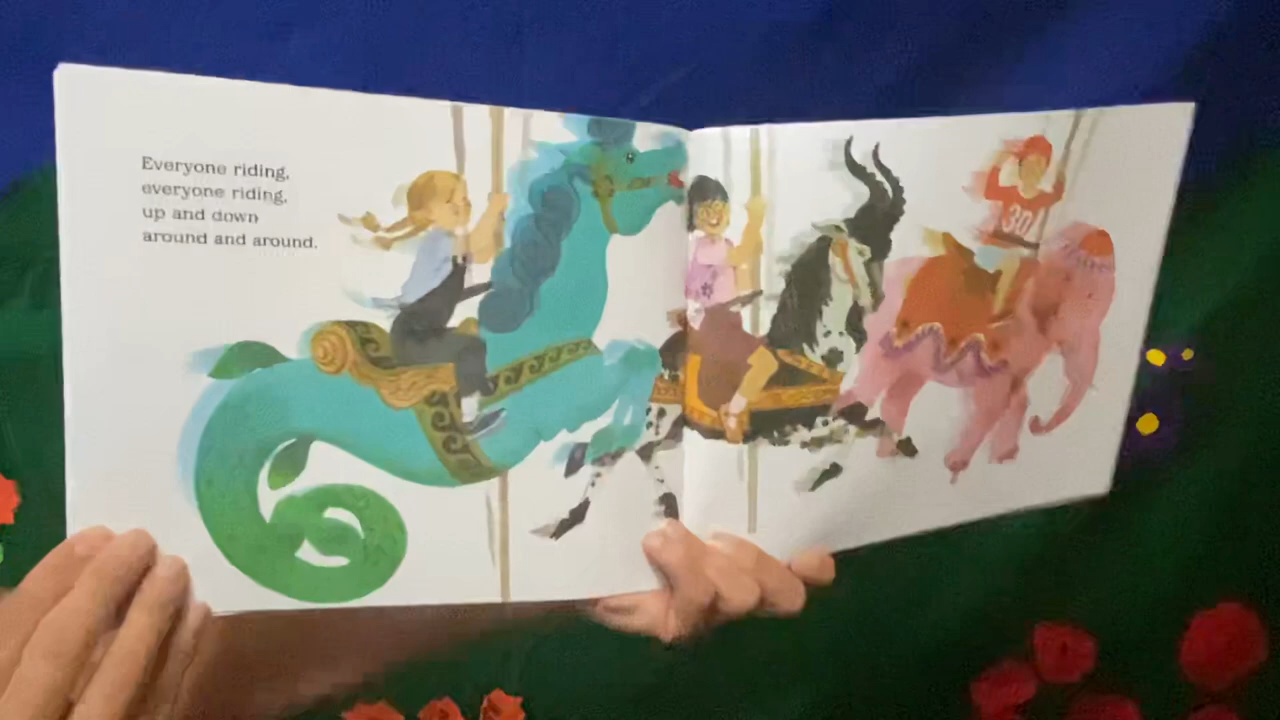 Everyone riding,
everyone riding,
up and down
around and around.
30